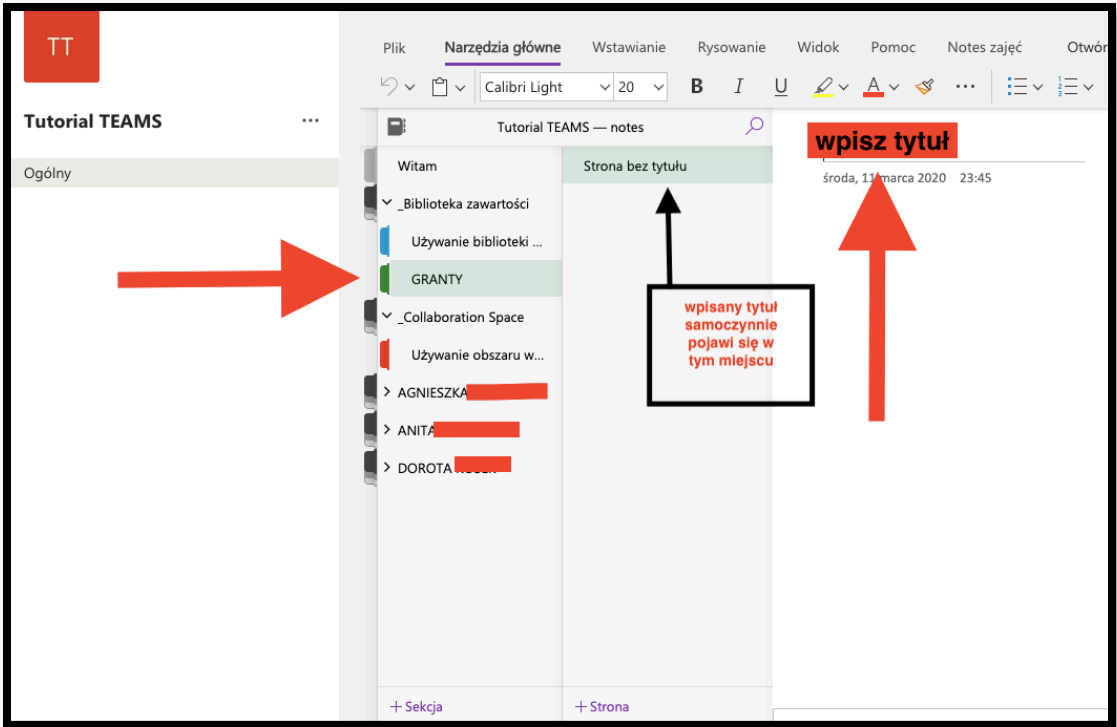 TT
Tutorial TEAMS
...
Ogólny
Plik Narzędzia główne Wstawianie Rysowanie Widok Pomoc Notes zajęć Otwór
Calibri Light 20 B I U A ...
Tutorial TEAMS — notes
Witam
_Biblioteka zawartości
Używanie biblioteki ...
GRANTY
_Collaboration Space
Używanie obszaru w...
AGNIESZKA
ANITA
DOROTA
+ Sekcja
Strona bez tytułu
wpisany tytuł
samoczynnie
pojawi się w
tym miejscu
+ Strona
wpisz tytuł
środa, 11 marca 2020 23:45